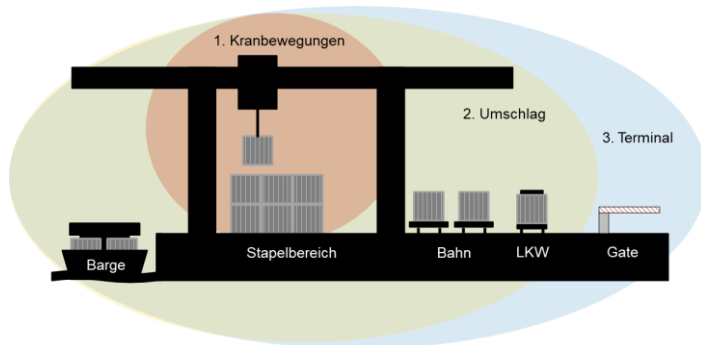 1. Kranbewegungen
2. Umschlag
3. Terminal
Barge
Stapelbereich
Bahn
LKW
Gate